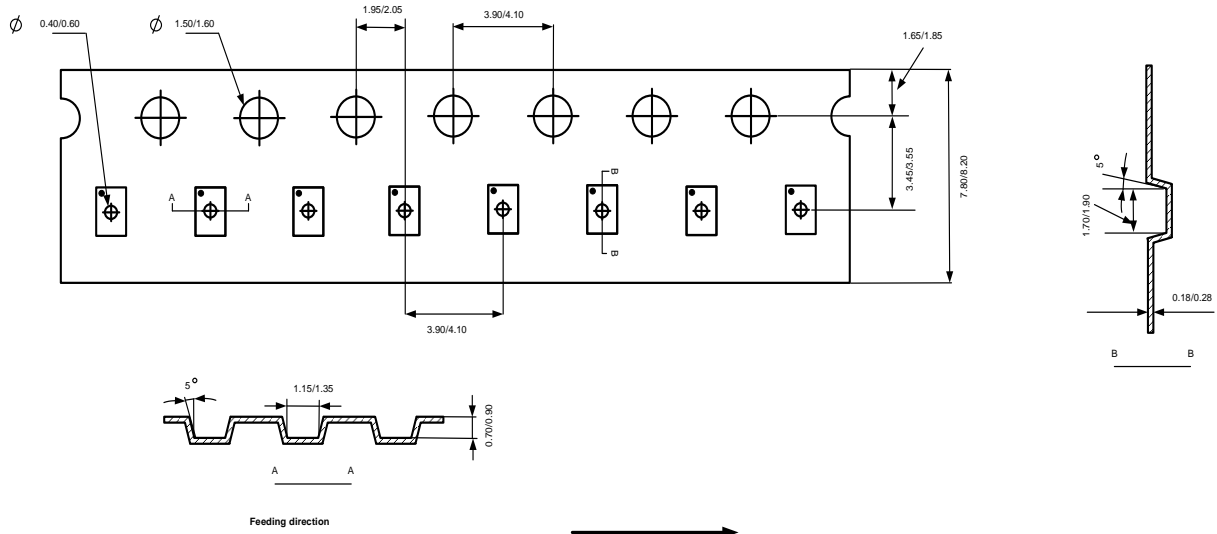 1.95/2.05
3.90/4.10
ϕ 0.40/0.60
ϕ 1.50/1.60
1.65/1.85
3.45/3.55
7.80/8.20
A A
B
B
3.90/4.10
5°
1.70/1.90
0.18/0.28
B B
5°
1.15/1.35
0.70/0.90
A A
Feeding direction